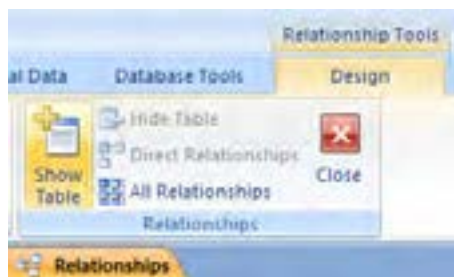 Relationship Tools
al Data Database Tools Design
Show Table
Hide Table
Direct Relationships
All Relationships
Close
Relationships
Relationships